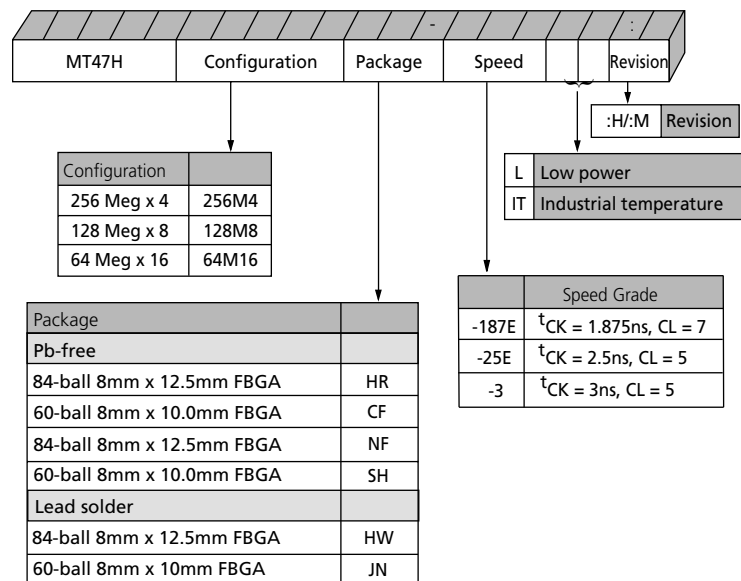 - :
MT47H Configuration Package Speed Revision
:H/:M Revision
L Low power
IT Industrial temperature
Configuration
256 Meg x 4 256M4
128 Meg x 8 128M8
64 Meg x 16 64M16
Speed Grade
-187E tCK = 1.875ns, CL = 7
-25E tCK = 2.5ns, CL = 5
-3 tCK = 3ns, CL = 5
Package
Pb-free
84-ball 8mm x 12.5mm FBGA HR
60-ball 8mm x 10.0mm FBGA CF
84-ball 8mm x 12.5mm FBGA NF
60-ball 8mm x 10.0mm FBGA SH
Lead solder
84-ball 8mm x 12.5mm FBGA HW
60-ball 8mm x 10mm FBGA JN